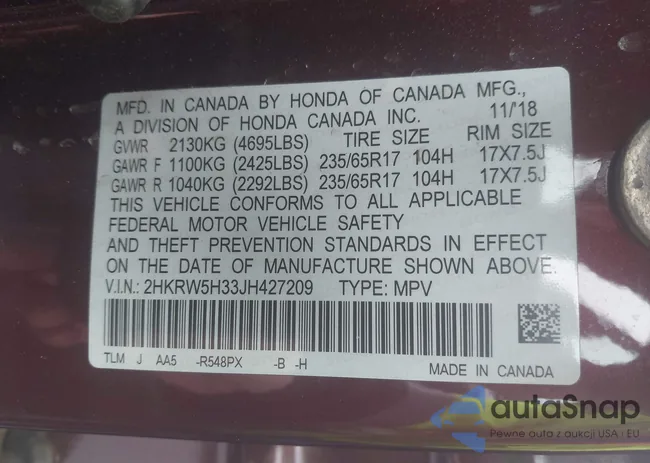 MFD. IN CANADA BY HONDA OF CANADA MFG.,
A DIVISION OF HONDA CANADA INC. 11/'18
GVWR 2130KG (4695LBS) TIRE SIZE RIM SIZE
GAWR F 1100KG (2425LBS) 235/65R17 104H 17X7.5J
GAWR R 1040KG (2292LBS) 235/65R17 104H 17X7.5J
THIS VEHICLE CONFORMS TO ALL APPLICABLE
FEDERAL MOTOR VEHICLE SAFETY
AND THEFT PREVENTION STANDARDS IN EFFECT
ON THE DATE OF MANUFACTURE SHOWN ABOVE.
V.I.N.: 2HKRW5H33JH427209 TYPE: MPV
TLM J AA5 -R548PX -B -H
MADE IN CANADA
autaSnap
Pewne auta z aukcji USA i EU